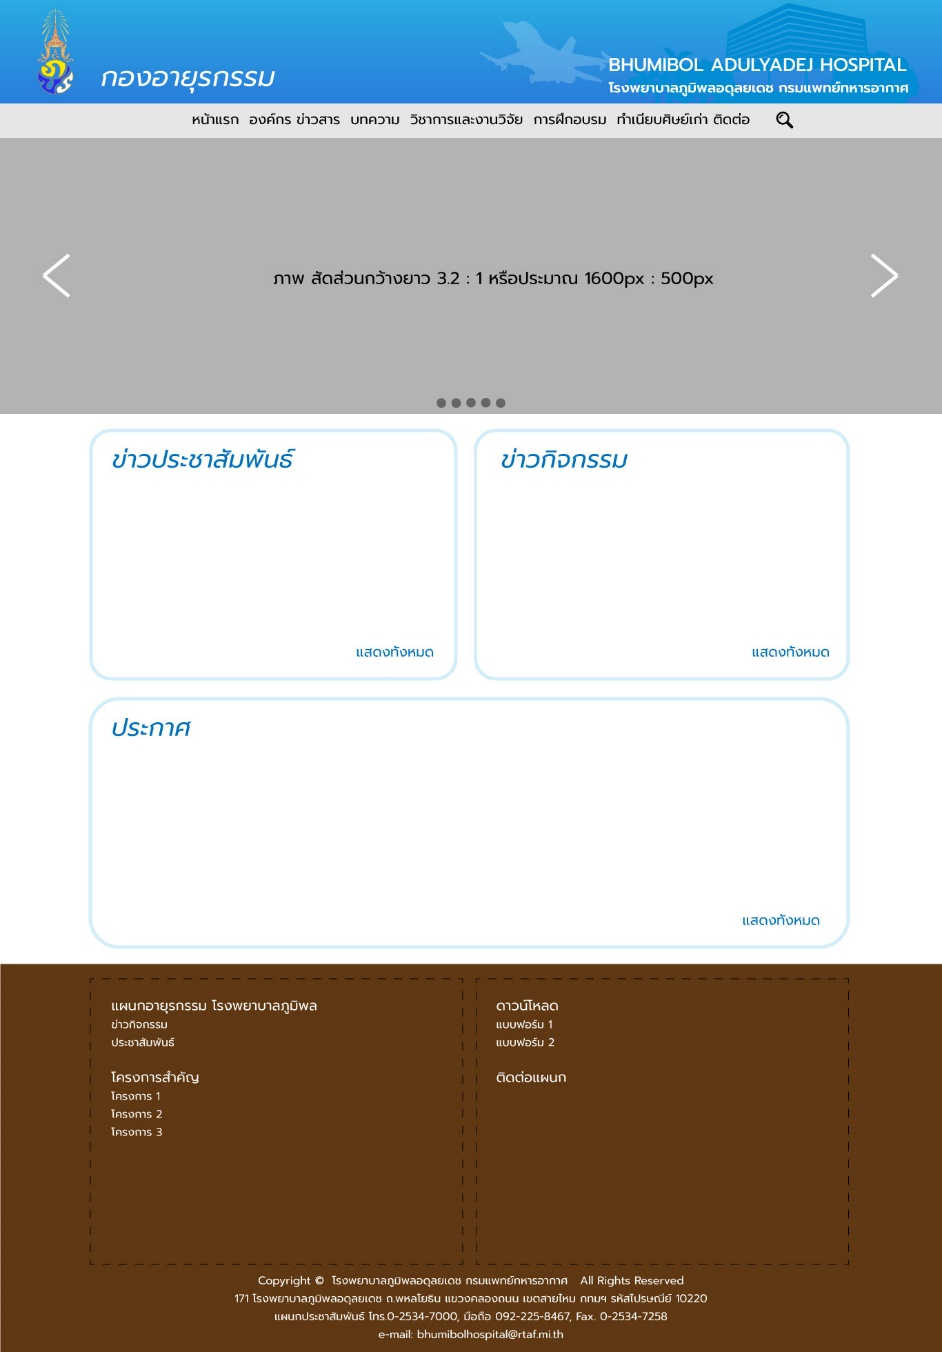 กองอายุรกรรม
BHUMIBOL ADULYADEJ HOSPITAL
โรงพยาบาลภูมิพลอดุลยเดช กรมแพทย์ทหารอากาศ
หน้าแรก องค์กร ข่าวสาร บทความ วิชาการและงานวิจัย การฝึกอบรม ทำเนียบศิษย์เก่า ติดต่อ
ภาพ สัดส่วนกว้างยาว 3.2 : 1 หรือประมาณ 1600px : 500px
ข่าวประชาสัมพันธ์
แสดงทั้งหมด
ข่าวกิจกรรม
แสดงทั้งหมด
ประกาศ
แสดงทั้งหมด
แผนกอายุรกรรม โรงพยาบาลภูมิพล
ข่าวกิจกรรม
ประชาสัมพันธ์
โครงการสำคัญ
โครงการ 1
โครงการ 2
โครงการ 3
ดาวน์โหลด
แบบฟอร์ม 1
แบบฟอร์ม 2
ติดต่อแผนก
Copyright © โรงพยาบาลภูมิพลอดุลยเดช กรมแพทย์ทหารอากาศ All Rights Reserved
171 โรงพยาบาลภูมิพลอดุลยเดช ถ.พหลโยธิน แขวงคลองถนน เขตสายไหม กทมฯ รหัสไปรษณีย์ 10220
แผนกประชาสัมพันธ์ โทร.0-2534-7000, มือถือ 092-225-8467, Fax. 0-2534-7258
e-mail: bhumibolhospital@rtaf.mi.th